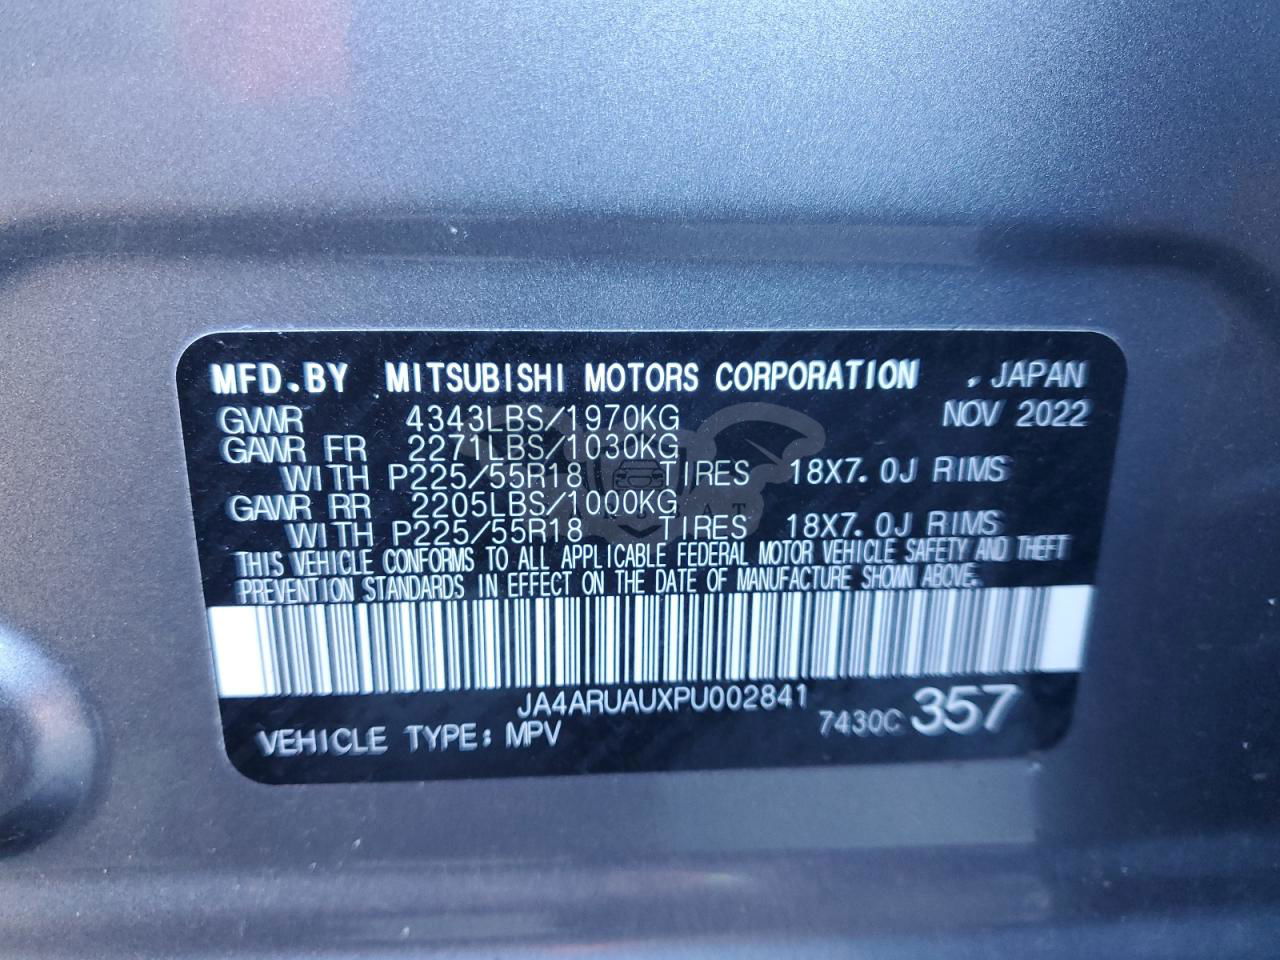 MFD.BY MITSUBISHI MOTORS CORPORATION , JAPAN
GVWR 4343LBS/1970KG NOV 2022
GAWR FR 2271LBS/1030KG
WITH P225/55R18 TIRES 18X7.0J RIMS
GAWR RR 2205LBS/1000KG
WITH P225/55R18 TIRES 18X7.0J RIMS
THIS VEHICLE CONFORMS TO ALL APPLICABLE FEDERAL MOTOR VEHICLE SAFETY AND THEFT
PREVENTION STANDARDS IN EFFECT ON THE DATE OF MANUFACTURE SHOWN ABOVE.
JA4ARUAUXPU002841
VEHICLE TYPE: MPV 7430C 357